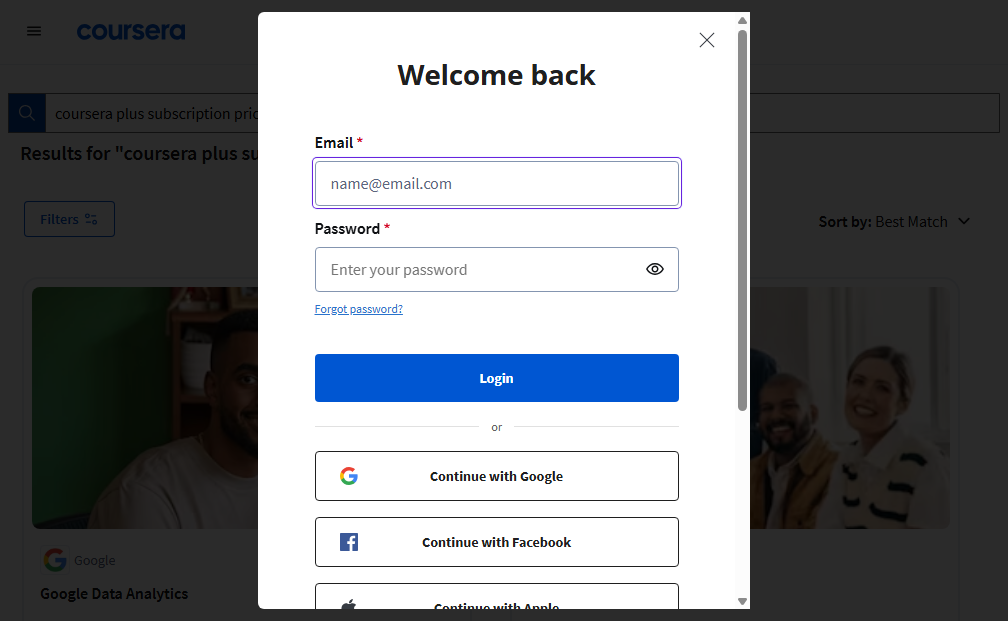 coursera
coursera plus subscription pric
Results for "coursera plus su
Filters
Sort by: Best Match
Welcome back
Email *
name@email.com
Password *
Enter your password
Forgot password?
Login
or
Continue with Google
Continue with Facebook
Continue with Apple
Google
Google Data Analytics